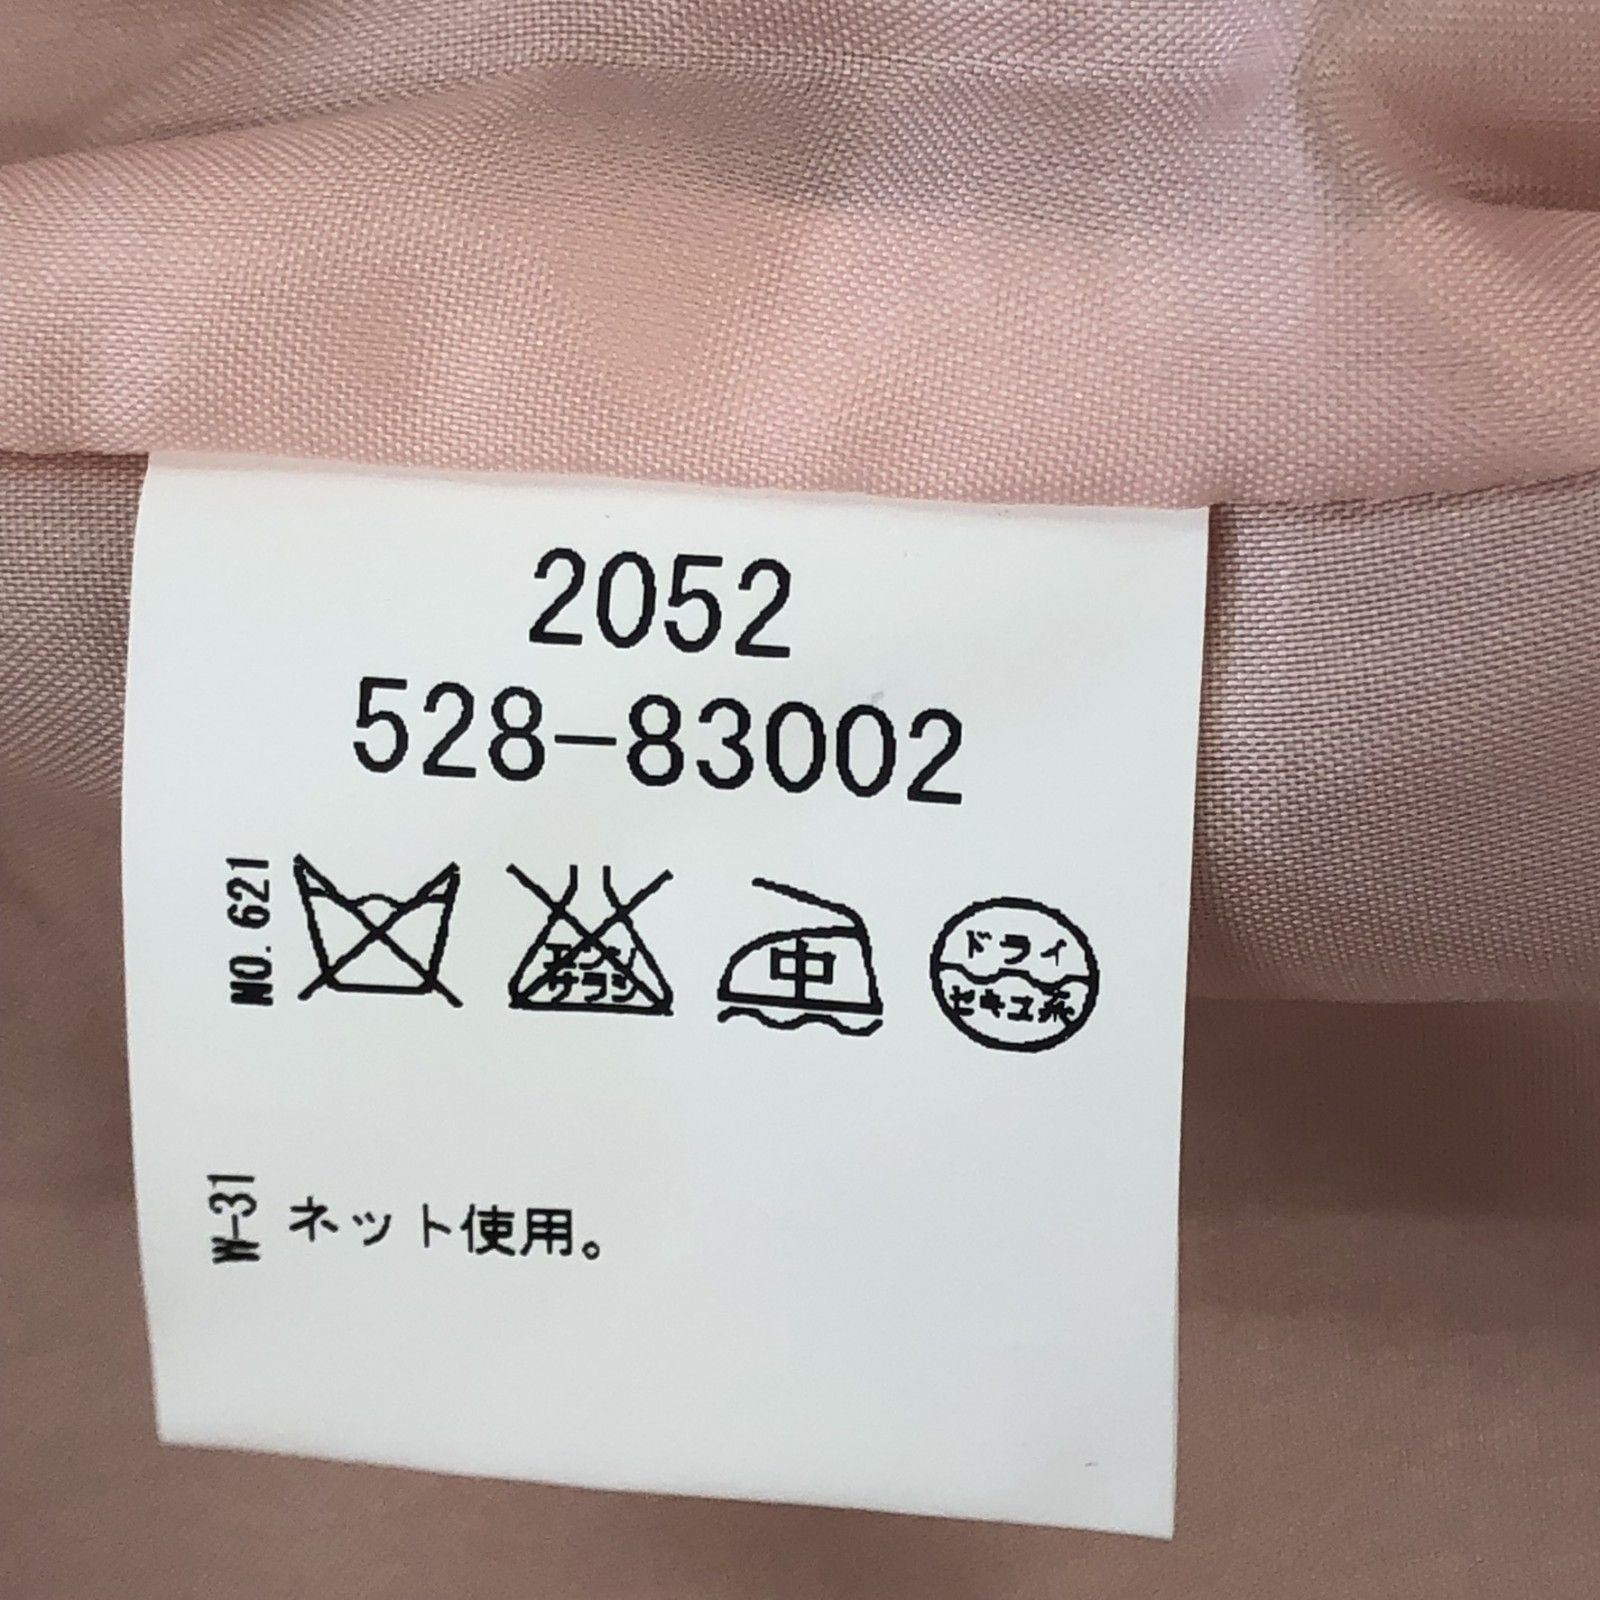 2052
528-83002
NO.621
エンソ
サラシ
中
ドライ
セキユ系
W-31
ネット使用。